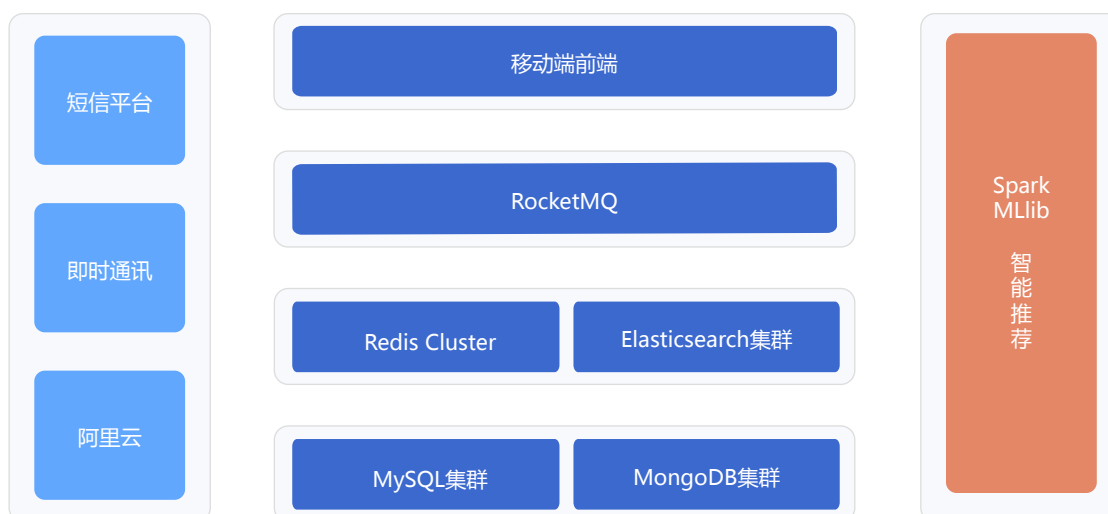 短信平台
即时通讯
阿里云
移动端前端
RocketMQ
Redis Cluster
Elasticsearch集群
MySQL集群
MongoDB集群
Spark
MLlib
智
能
推
荐